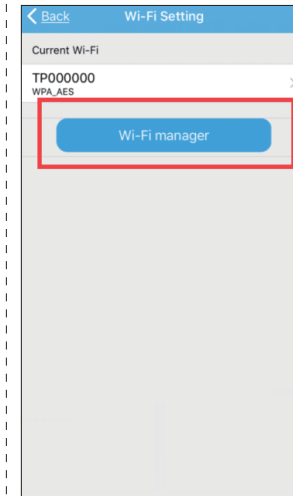 Back Wi-Fi Setting
Current Wi-Fi
TP000000
WPA_AES
Wi-Fi manager